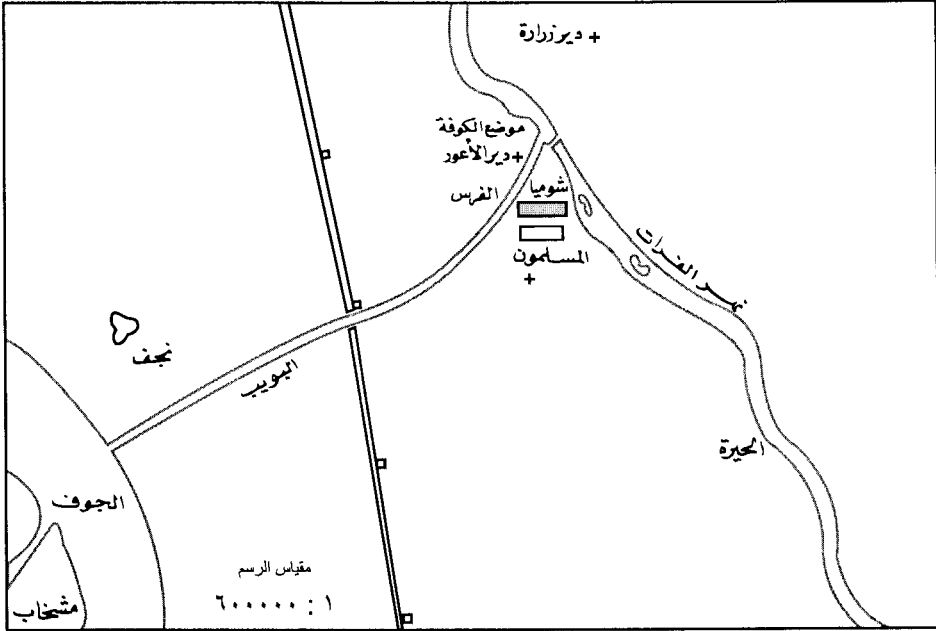 دير زرارة
موضع الكوفة
دير الأعور
شوميا
الفرس
المسلمون
نهر الفرات
نجف
البويب
الحيرة
الجوف
مقياس الرسم
١ : ٦٠٠٠٠٠
مشخاب